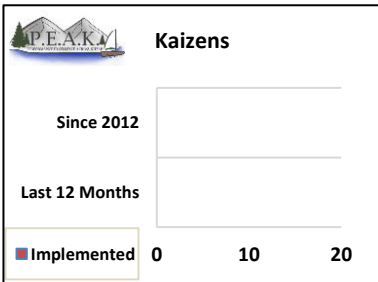 P.E.A.K.
Kaizens
Since 2012
Last 12 Months
Implemented
0 10 20